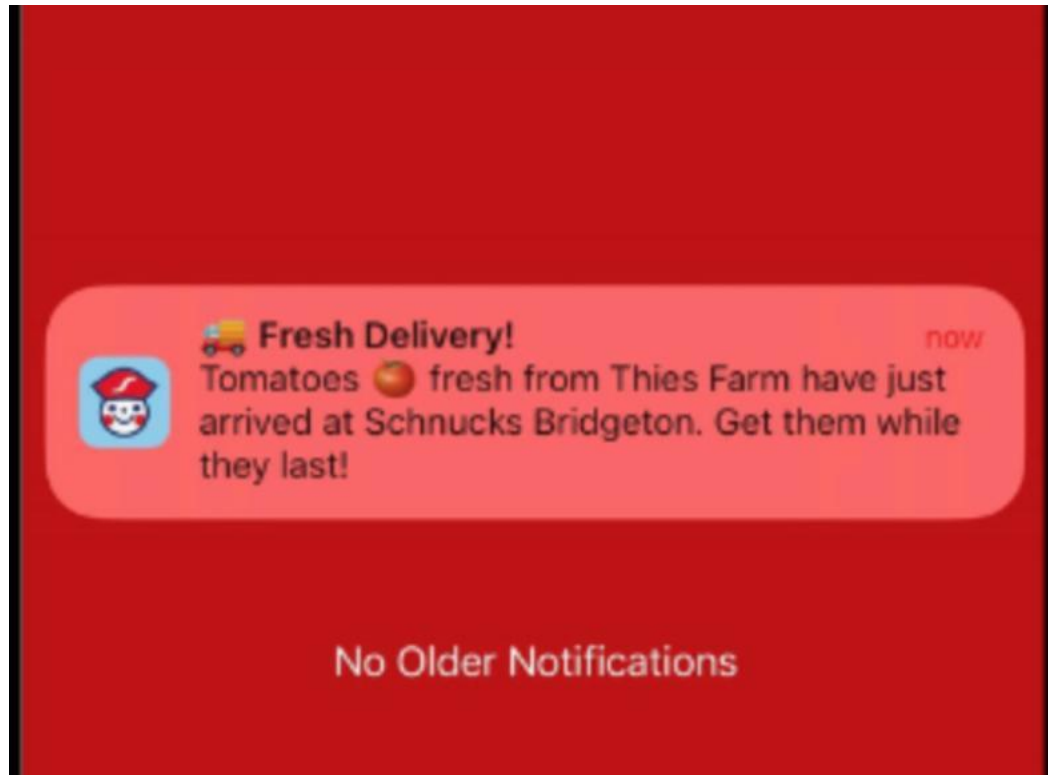 🚚 Fresh Delivery!
now
Tomatoes 🍅 fresh from Thies Farm have just
arrived at Schnucks Bridgeton. Get them while
they last!
No Older Notifications